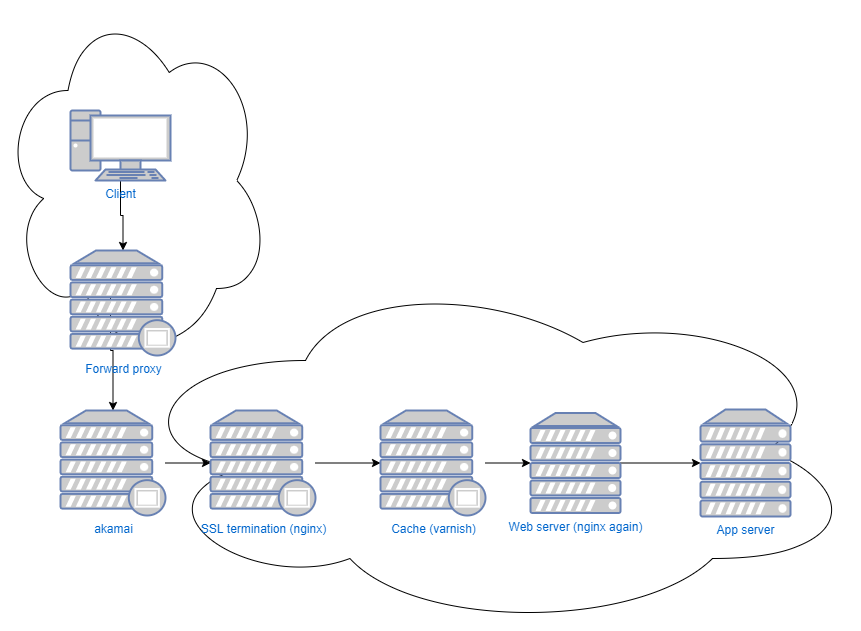 Client
Forward proxy
akamai
SSL termination (nginx)
Cache (varnish)
Web server (nginx again)
App server